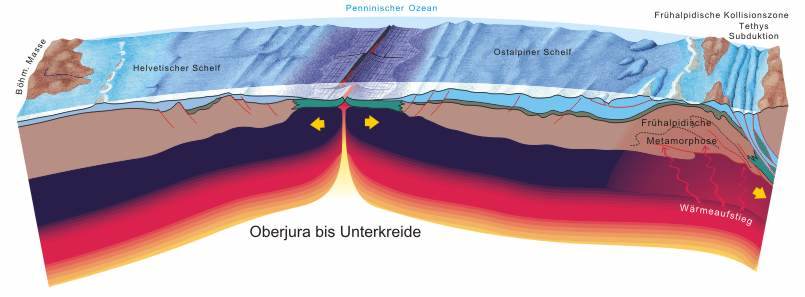 Penninischer Ozean
Frühalpidische Kollisionszone
Tethys
Subduktion
Böhm. Masse
Helvetischer Schelf
Ostalpiner Schelf
Frühalpidische
Metamorphose
Wärmeaufstieg
Oberjura bis Unterkreide